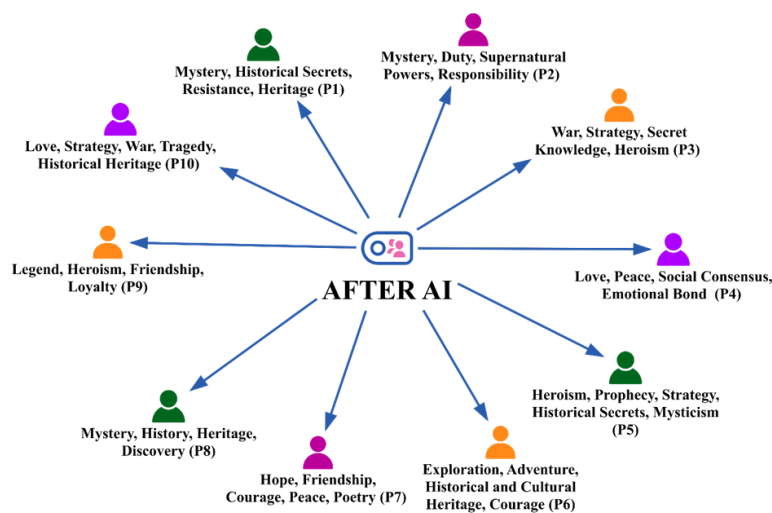 Mystery, Historical Secrets,
Resistance, Heritage (P1)
Mystery, Duty, Supernatural
Powers, Responsibility (P2)
War, Strategy, Secret
Knowledge, Heroism (P3)
Love, Strategy, War, Tragedy,
Historical Heritage (P10)
Legend, Heroism, Friendship,
Loyalty (P9)
Love, Peace, Social Consensus,
Emotional Bond (P4)
AFTER AI
Heroism, Prophecy, Strategy,
Historical Secrets, Mysticism
(P5)
Mystery, History, Heritage,
Discovery (P8)
Hope, Friendship,
Courage, Peace, Poetry (P7)
Exploration, Adventure,
Historical and Cultural
Heritage, Courage (P6)